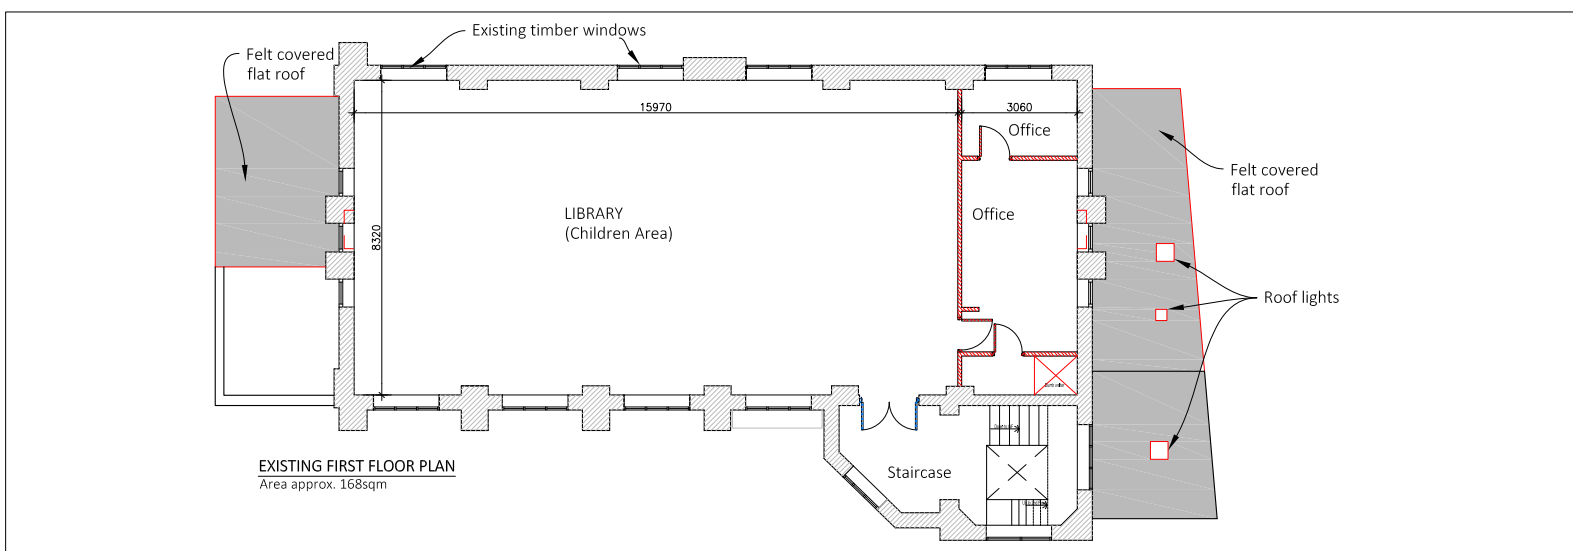 Existing timber windows
Felt covered
flat roof
15970
3060
Office
Felt covered
flat roof
LIBRARY
(Children Area)
Office
8320
Roof lights
EXISTING FIRST FLOOR PLAN
Area approx. 168sqm
Staircase